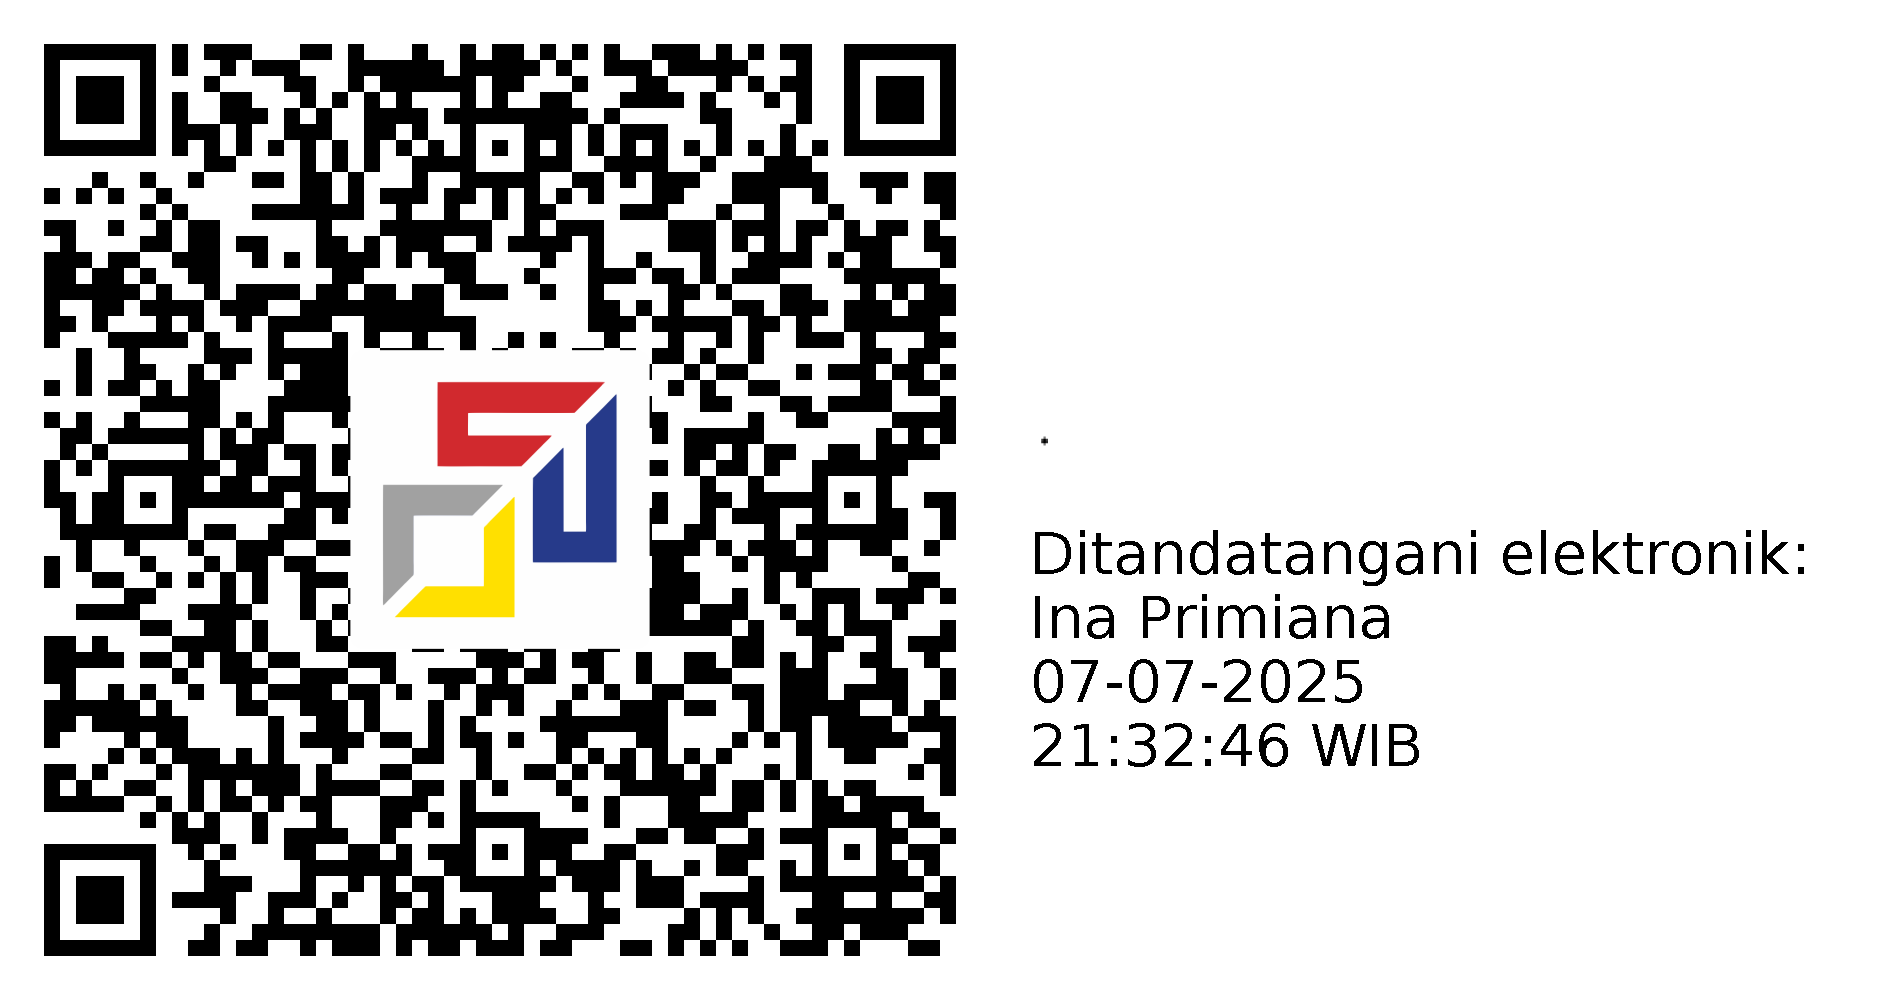 Ditandatangani elektronik:
Ina Primiana
07-07-2025
21:32:46 WIB